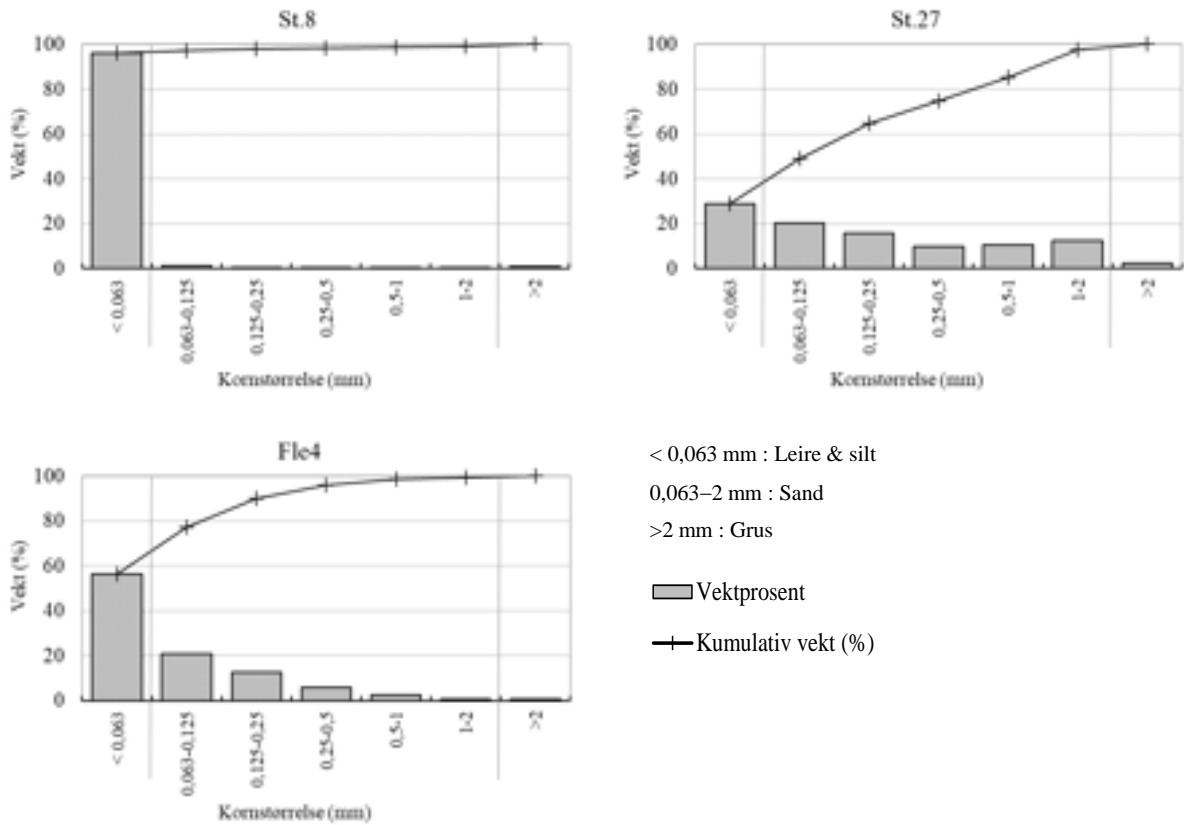 St.8
Vekt (%)
100
80
60
40
20
0
< 0,063
0,063-0,125
0,125-0,25
0,25-0,5
0,5-1
1-2
>2
Kornstørrelse (mm)
St.27
Vekt (%)
100
80
60
40
20
0
< 0,063
0,063-0,125
0,125-0,25
0,25-0,5
0,5-1
1-2
>2
Kornstørrelse (mm)
Fle4
Vekt (%)
100
80
60
40
20
0
< 0,063
0,063-0,125
0,125-0,25
0,25-0,5
0,5-1
1-2
>2
Kornstørrelse (mm)
< 0,063 mm : Leire & silt
0,063–2 mm : Sand
>2 mm : Grus
Vektprosent
Kumulativ vekt (%)